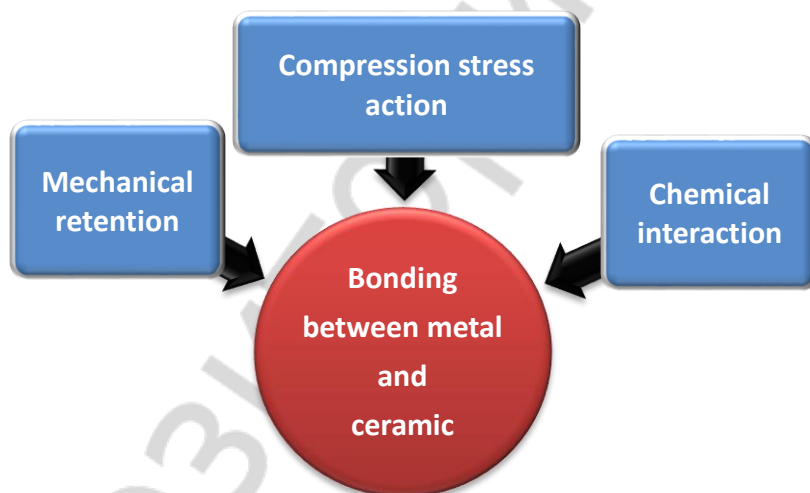 Compression stress
action
Mechanical
retention
Chemical
interaction
Bonding
between metal
and
ceramic